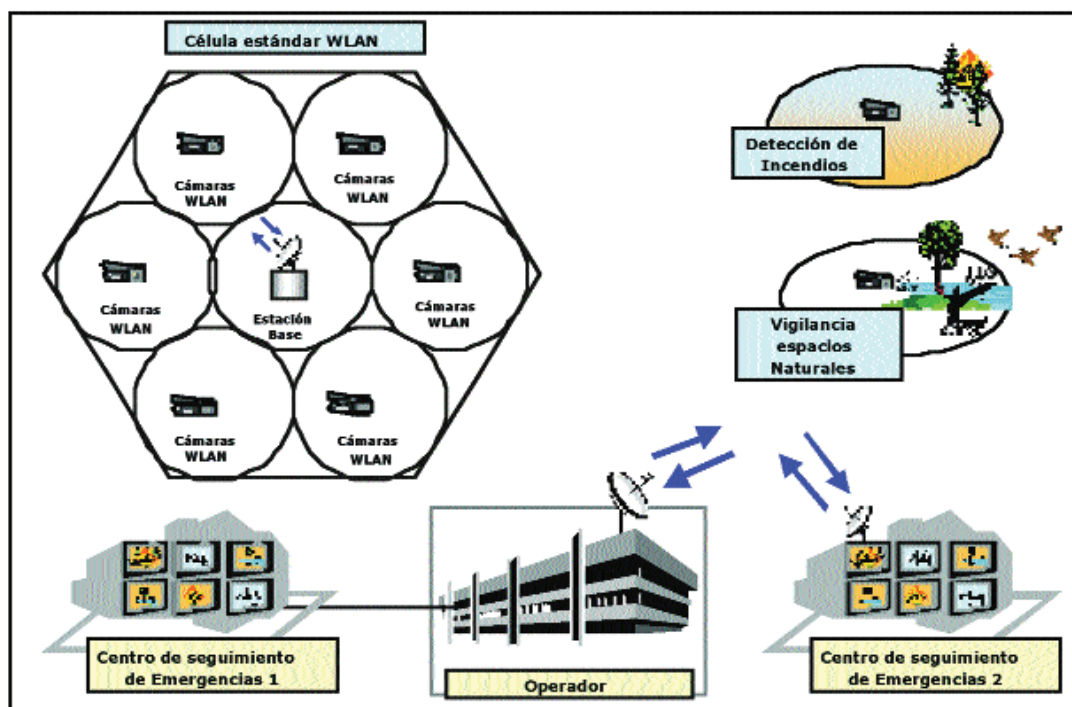 Célula estándar WLAN
Cámaras
WLAN
Cámaras
WLAN
Cámaras
WLAN
Estación
Base
Cámaras
WLAN
Cámaras
WLAN
Cámaras
WLAN
Detección de
Incendios
Vigilancia
espacios
Naturales
Centro de seguimiento
de Emergencias 1
Operador
Centro de seguimiento
de Emergencias 2